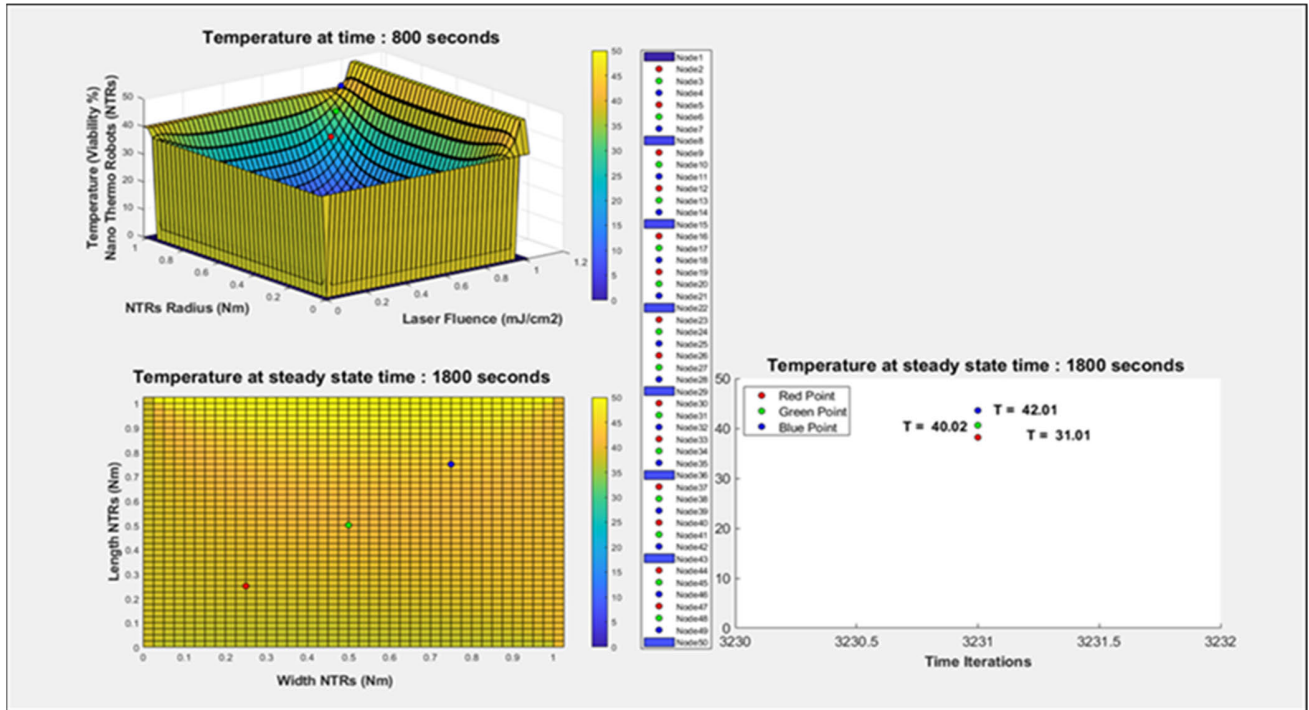 Temperature at time : 800 seconds
Temperature (Viability %)
Nano Thermo Robots (NTRs)
50
40
30
20
10
0
1
0.8
0.6
0.4
0.2
0
NTRs Radius (Nm)
0
0.2
0.4
0.6
0.8
1
1.2
Laser Fluence (mJ/cm2)
50
45
40
35
30
25
20
15
10
5
0
Temperature at steady state time : 1800 seconds
Length NTRs (Nm)
0.9
0.8
0.7
0.6
0.5
0.4
0.3
0.2
0.1
0
0 0.1 0.2 0.3 0.4 0.5 0.6 0.7 0.8 0.9 1
Width NTRs (Nm)
50
45
40
35
30
25
20
15
10
5
0
Node1
Node2
Node3
Node4
Node5
Node6
Node7
Node8
Node9
Node10
Node11
Node12
Node13
Node14
Node15
Node16
Node17
Node18
Node19
Node20
Node21
Node22
Node23
Node24
Node25
Node26
Node27
Node28
Node29
Node30
Node31
Node32
Node33
Node34
Node35
Node36
Node37
Node38
Node39
Node40
Node41
Node42
Node43
Node44
Node45
Node46
Node47
Node48
Node49
Node50
Temperature at steady state time : 1800 seconds
50
40
30
20
10
0
Red Point
Green Point
Blue Point
T = 42.01
T = 40.02
T = 31.01
3230 3230.5 3231 3231.5 3232
Time Iterations